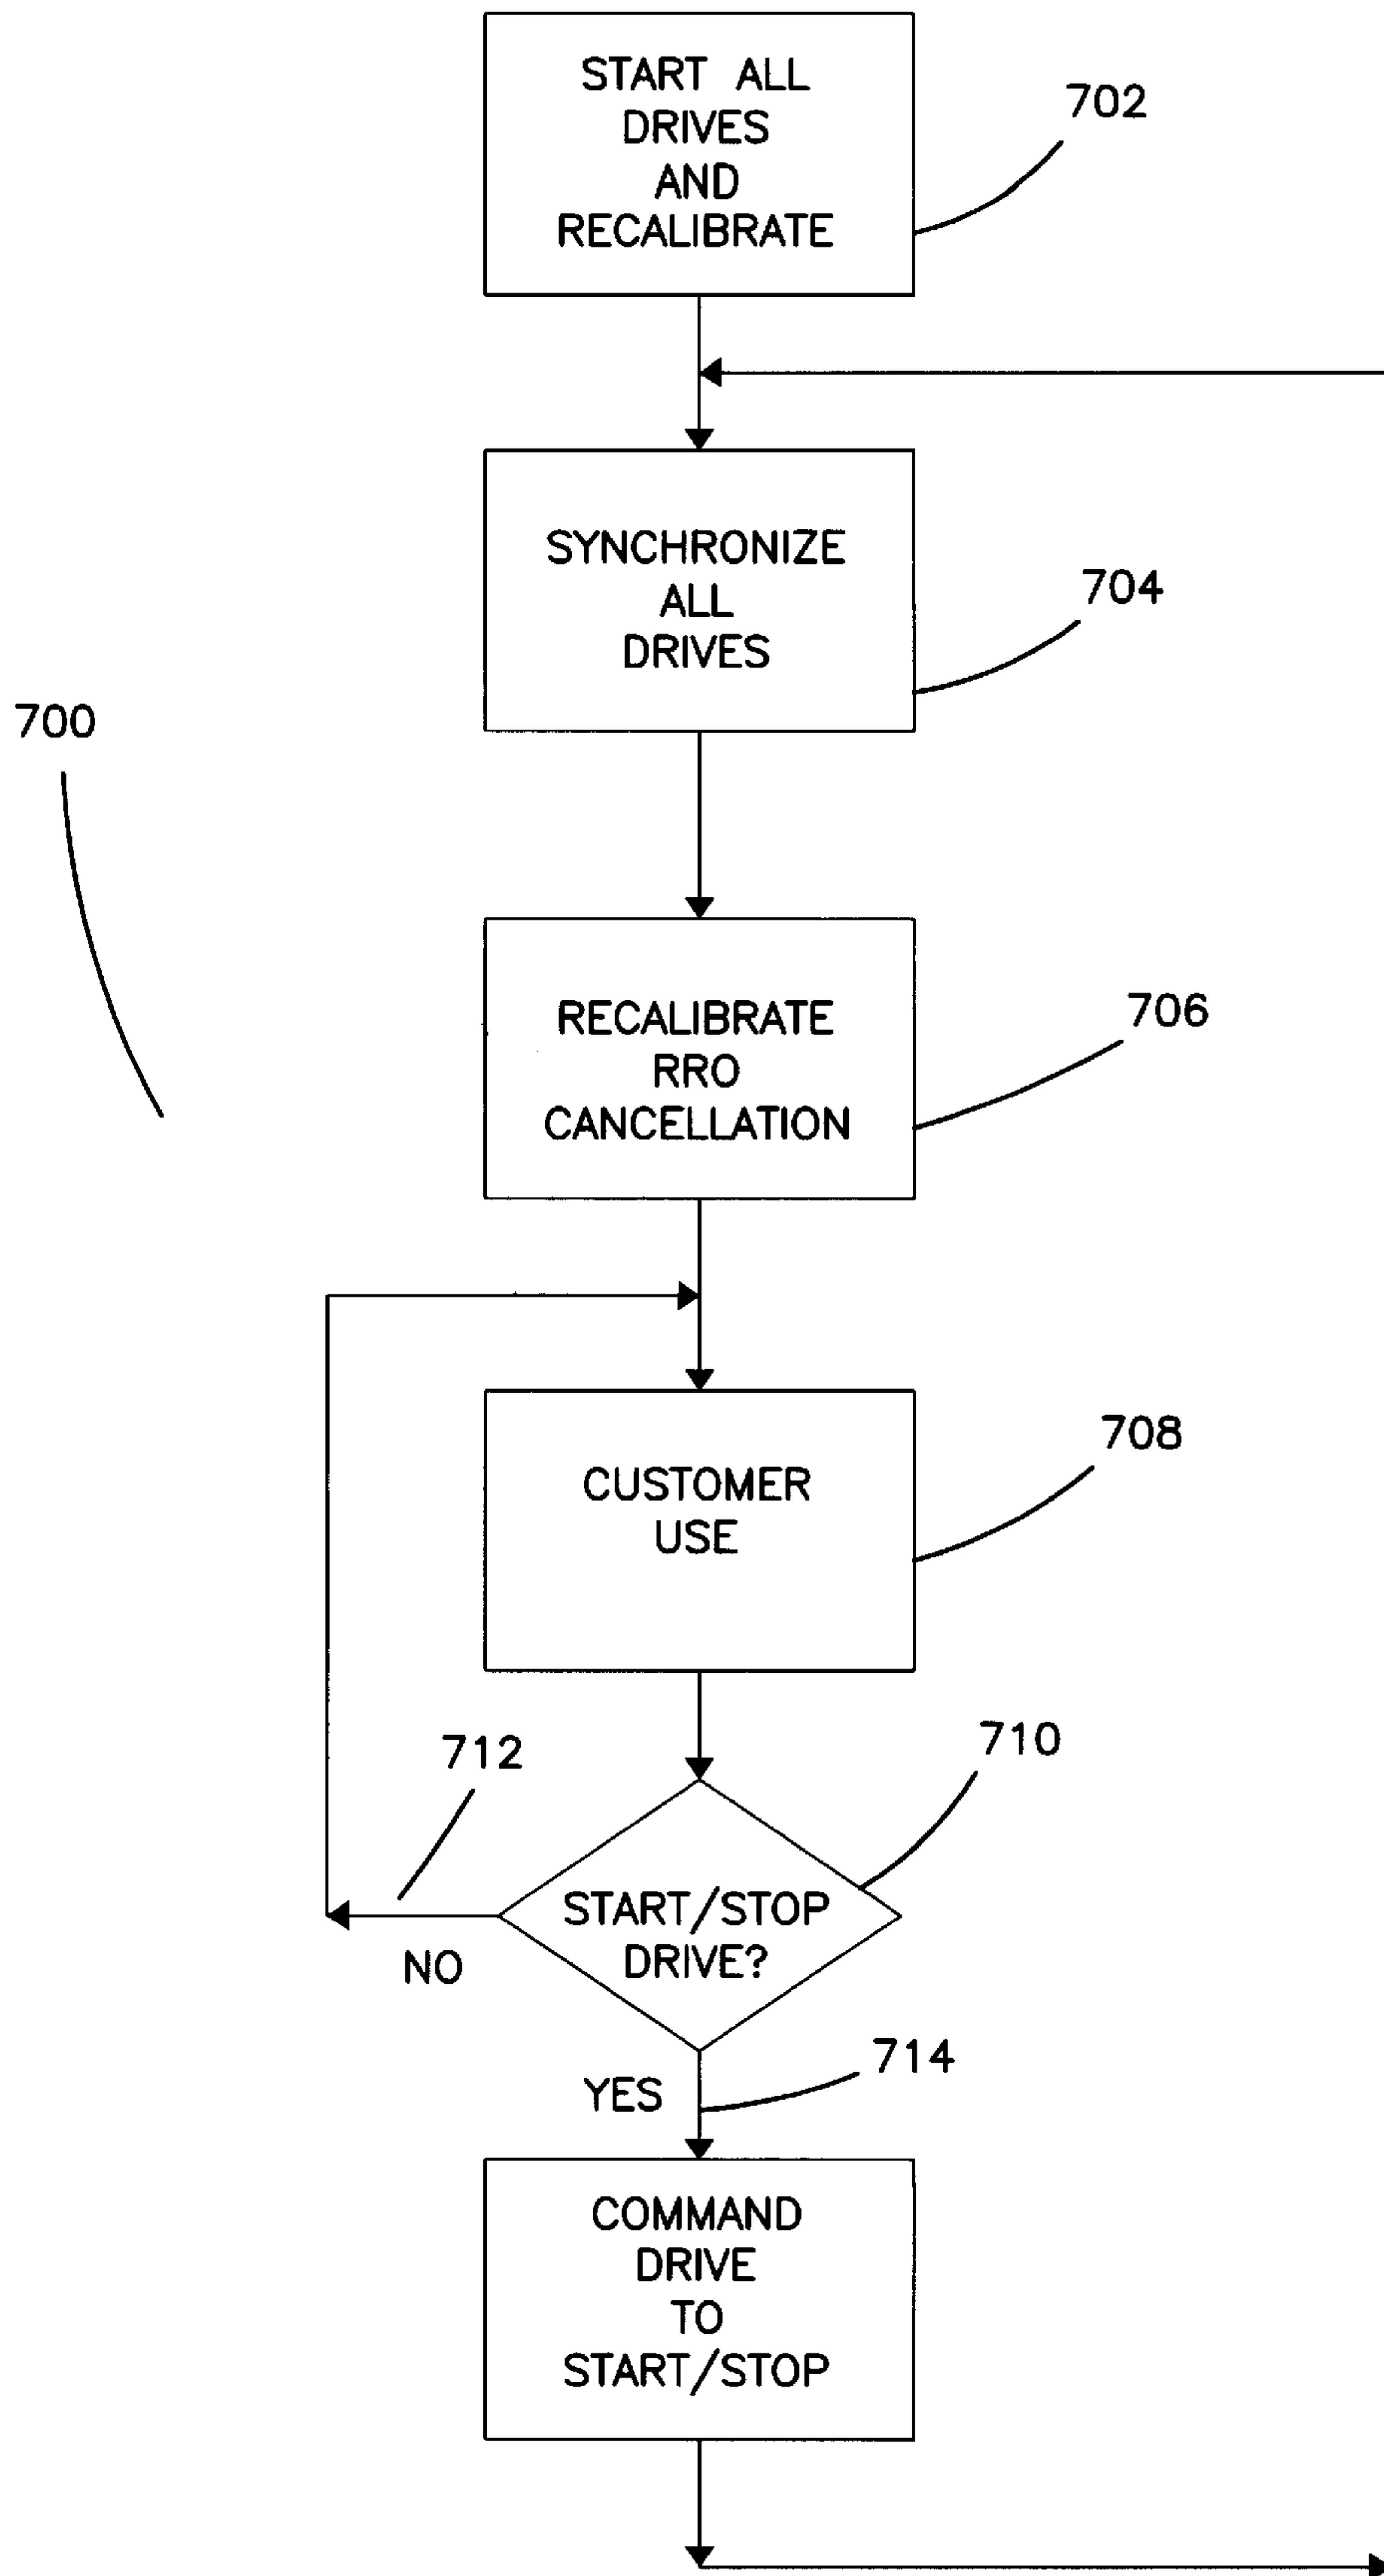 START ALL
DRIVES
AND
RECALIBRATE
702
SYNCHRONIZE
ALL
DRIVES
704
700
RECALIBRATE
RRO
CANCELLATION
706
CUSTOMER
USE
708
712
710
START/STOP
DRIVE?
NO
YES
714
COMMAND
DRIVE
TO
START/STOP